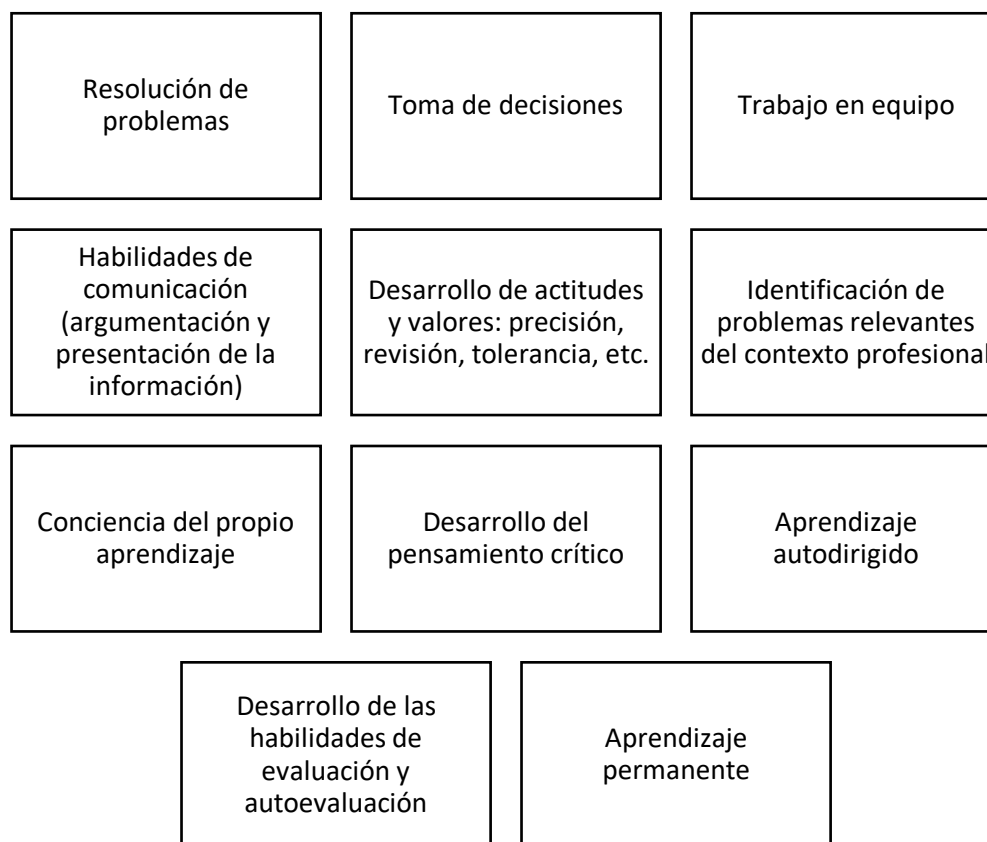 Resolución de
problemas
Toma de decisiones
Trabajo en equipo
Habilidades de
comunicación
(argumentación y
presentación de la
información)
Desarrollo de actitudes
y valores: precisión,
revisión, tolerancia, etc.
Identificación de
problemas relevantes
del contexto profesional
Conciencia del propio
aprendizaje
Desarrollo del
pensamiento crítico
Aprendizaje
autodirigido
Desarrollo de las
habilidades de
evaluación y
autoevaluación
Aprendizaje
permanente